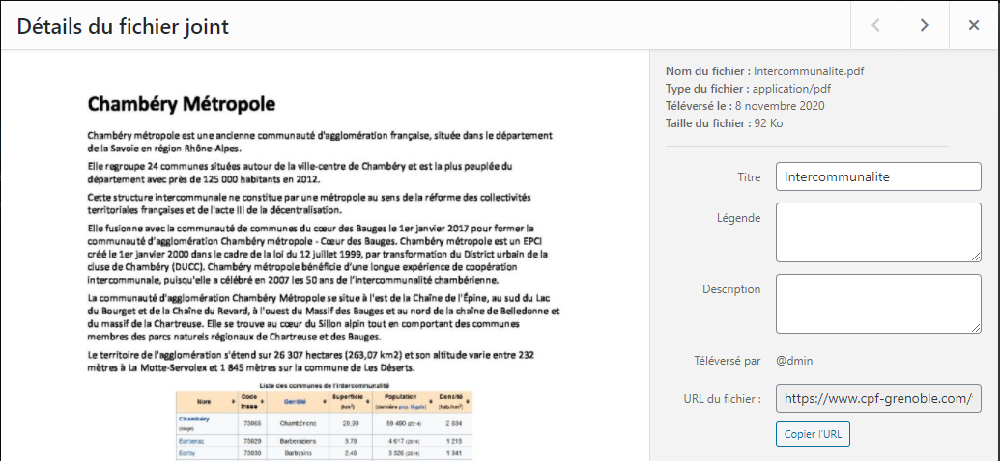 Détails du fichier joint
Chambéry Métropole
Chambéry métropole est une ancienne communauté d'agglomération française, située dans le département
de la Savoie en région Rhône-Alpes.
Elle regroupe 24 communes situées autour de la ville-centre de Chambéry et est la plus peuplée du
département avec près de 125 000 habitants en 2012.
Cette structure intercommunale ne constitue par une métropole au sens de la réforme des collectivités
territoriales françaises et de l'acte III de la décentralisation.
Elle fusionne avec la communauté de communes du cœur des Bauges le 1er janvier 2017 pour former la
communauté d'agglomération Chambéry métropole - Cœur des Bauges. Chambéry métropole est un EPCI
créé le 1er janvier 2000 dans le cadre de la loi du 12 juillet 1999, par transformation du District urbain de la
cluse de Chambéry (DUCC). Chambéry métropole bénéficie d'une longue expérience de coopération
intercommunale, puisqu'elle a célébré en 2007 les 50 ans de l'intercommunalité chambérienne.
La communauté d'agglomération Chambéry Métropole se situe à l'est de la Chaîne de l'Épine, au sud du Lac
du Bourget et de la Chaîne du Revard, à l'ouest du Massif des Bauges et au nord de la chaîne de Belledonne et
du massif de la Chartreuse. Elle se trouve au cœur du Sillon alpin tout en comportant des communes
membres des parcs naturels régionaux de Chartreuse et des Bauges.
Le territoire de l'agglomération s'étend sur 26 307 hectares (263,07 km2) et son altitude varie entre 232
mètres à La Motte-Servolex et 1 845 mètres sur la commune de Les Déserts.
Liste des communes de l'intercommunalité
Nom Code Insee Gentilé Superficie (km²) Population (dernière pop. légale) Densité (hab/km²)
Chambéry (siège) 73065 Chambériens 20,99 59 490 (2014) 2 834
Barberaz 73029 Barberaziens 3,79 4 617 (2014) 1 218
Barby 73030 Barbysins 2,48 3 326 (2014) 1 341
Nom du fichier : Intercommunalite.pdf
Type du fichier : application/pdf
Téléversé le : 8 novembre 2020
Taille du fichier : 92 Ko
Titre Intercommunalite
Légende
Description
Téléversé par @dmin
URL du fichier : https://www.cpf-grenoble.com/
Copier l'URL